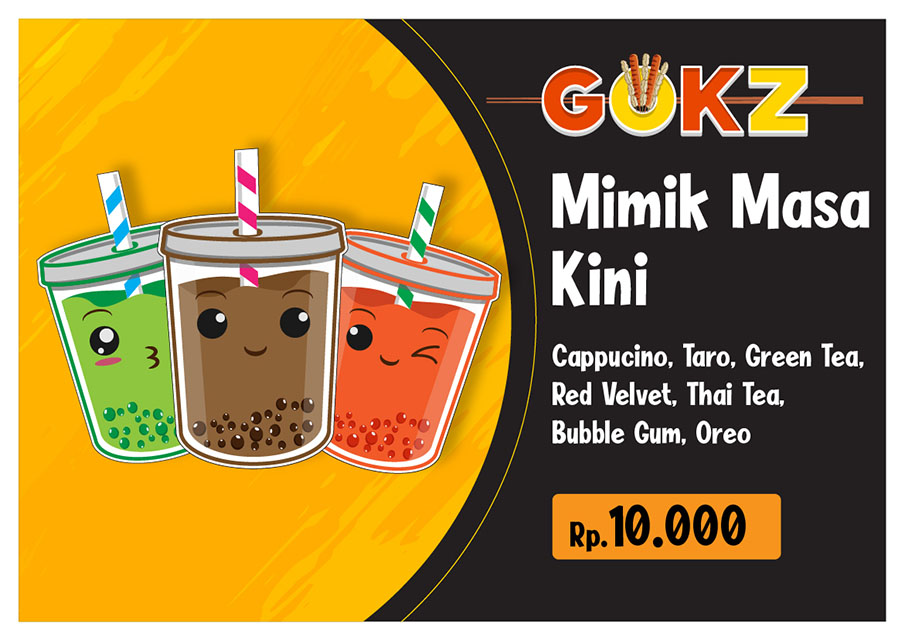 GOKZ
Mimik Masa
Kini
Cappucino, Taro, Green Tea,
Red Velvet, Thai Tea,
Bubble Gum, Oreo
Rp.10.000